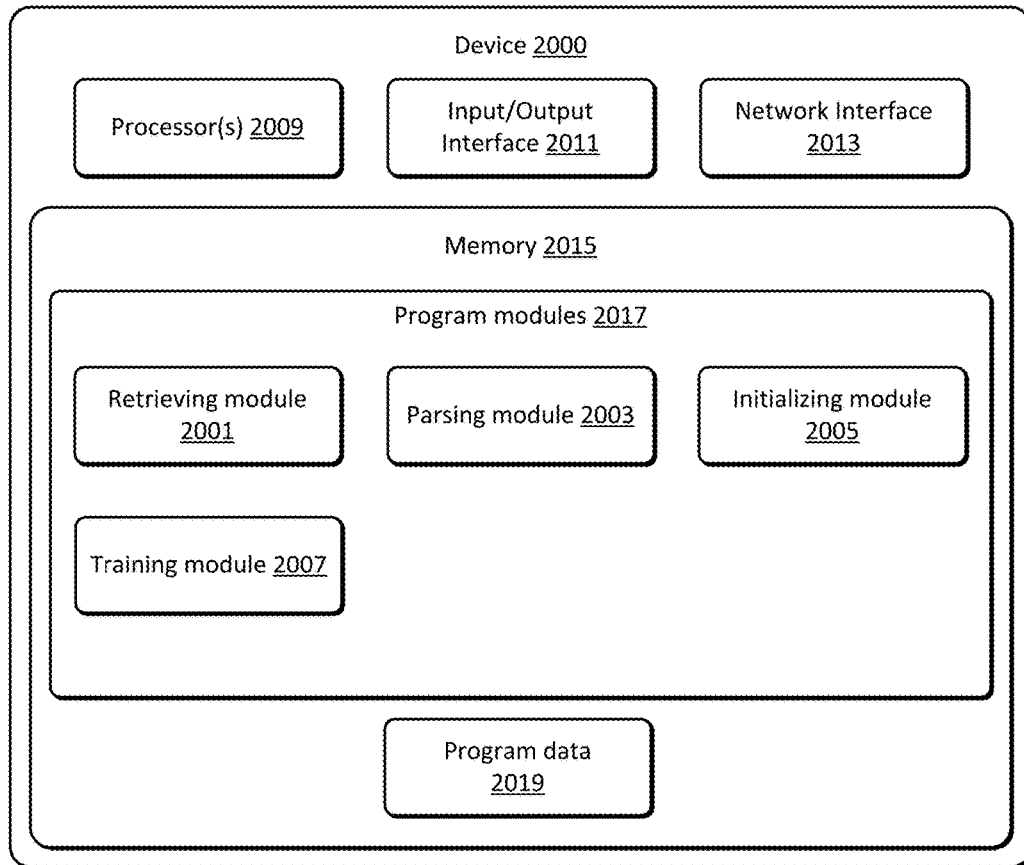 Device 2000
Processor(s) 2009
Input/Output
Interface 2011
Network Interface
2013
Memory 2015
Program modules 2017
Retrieving module
2001
Parsing module 2003
Initializing module
2005
Training module 2007
Program data
2019